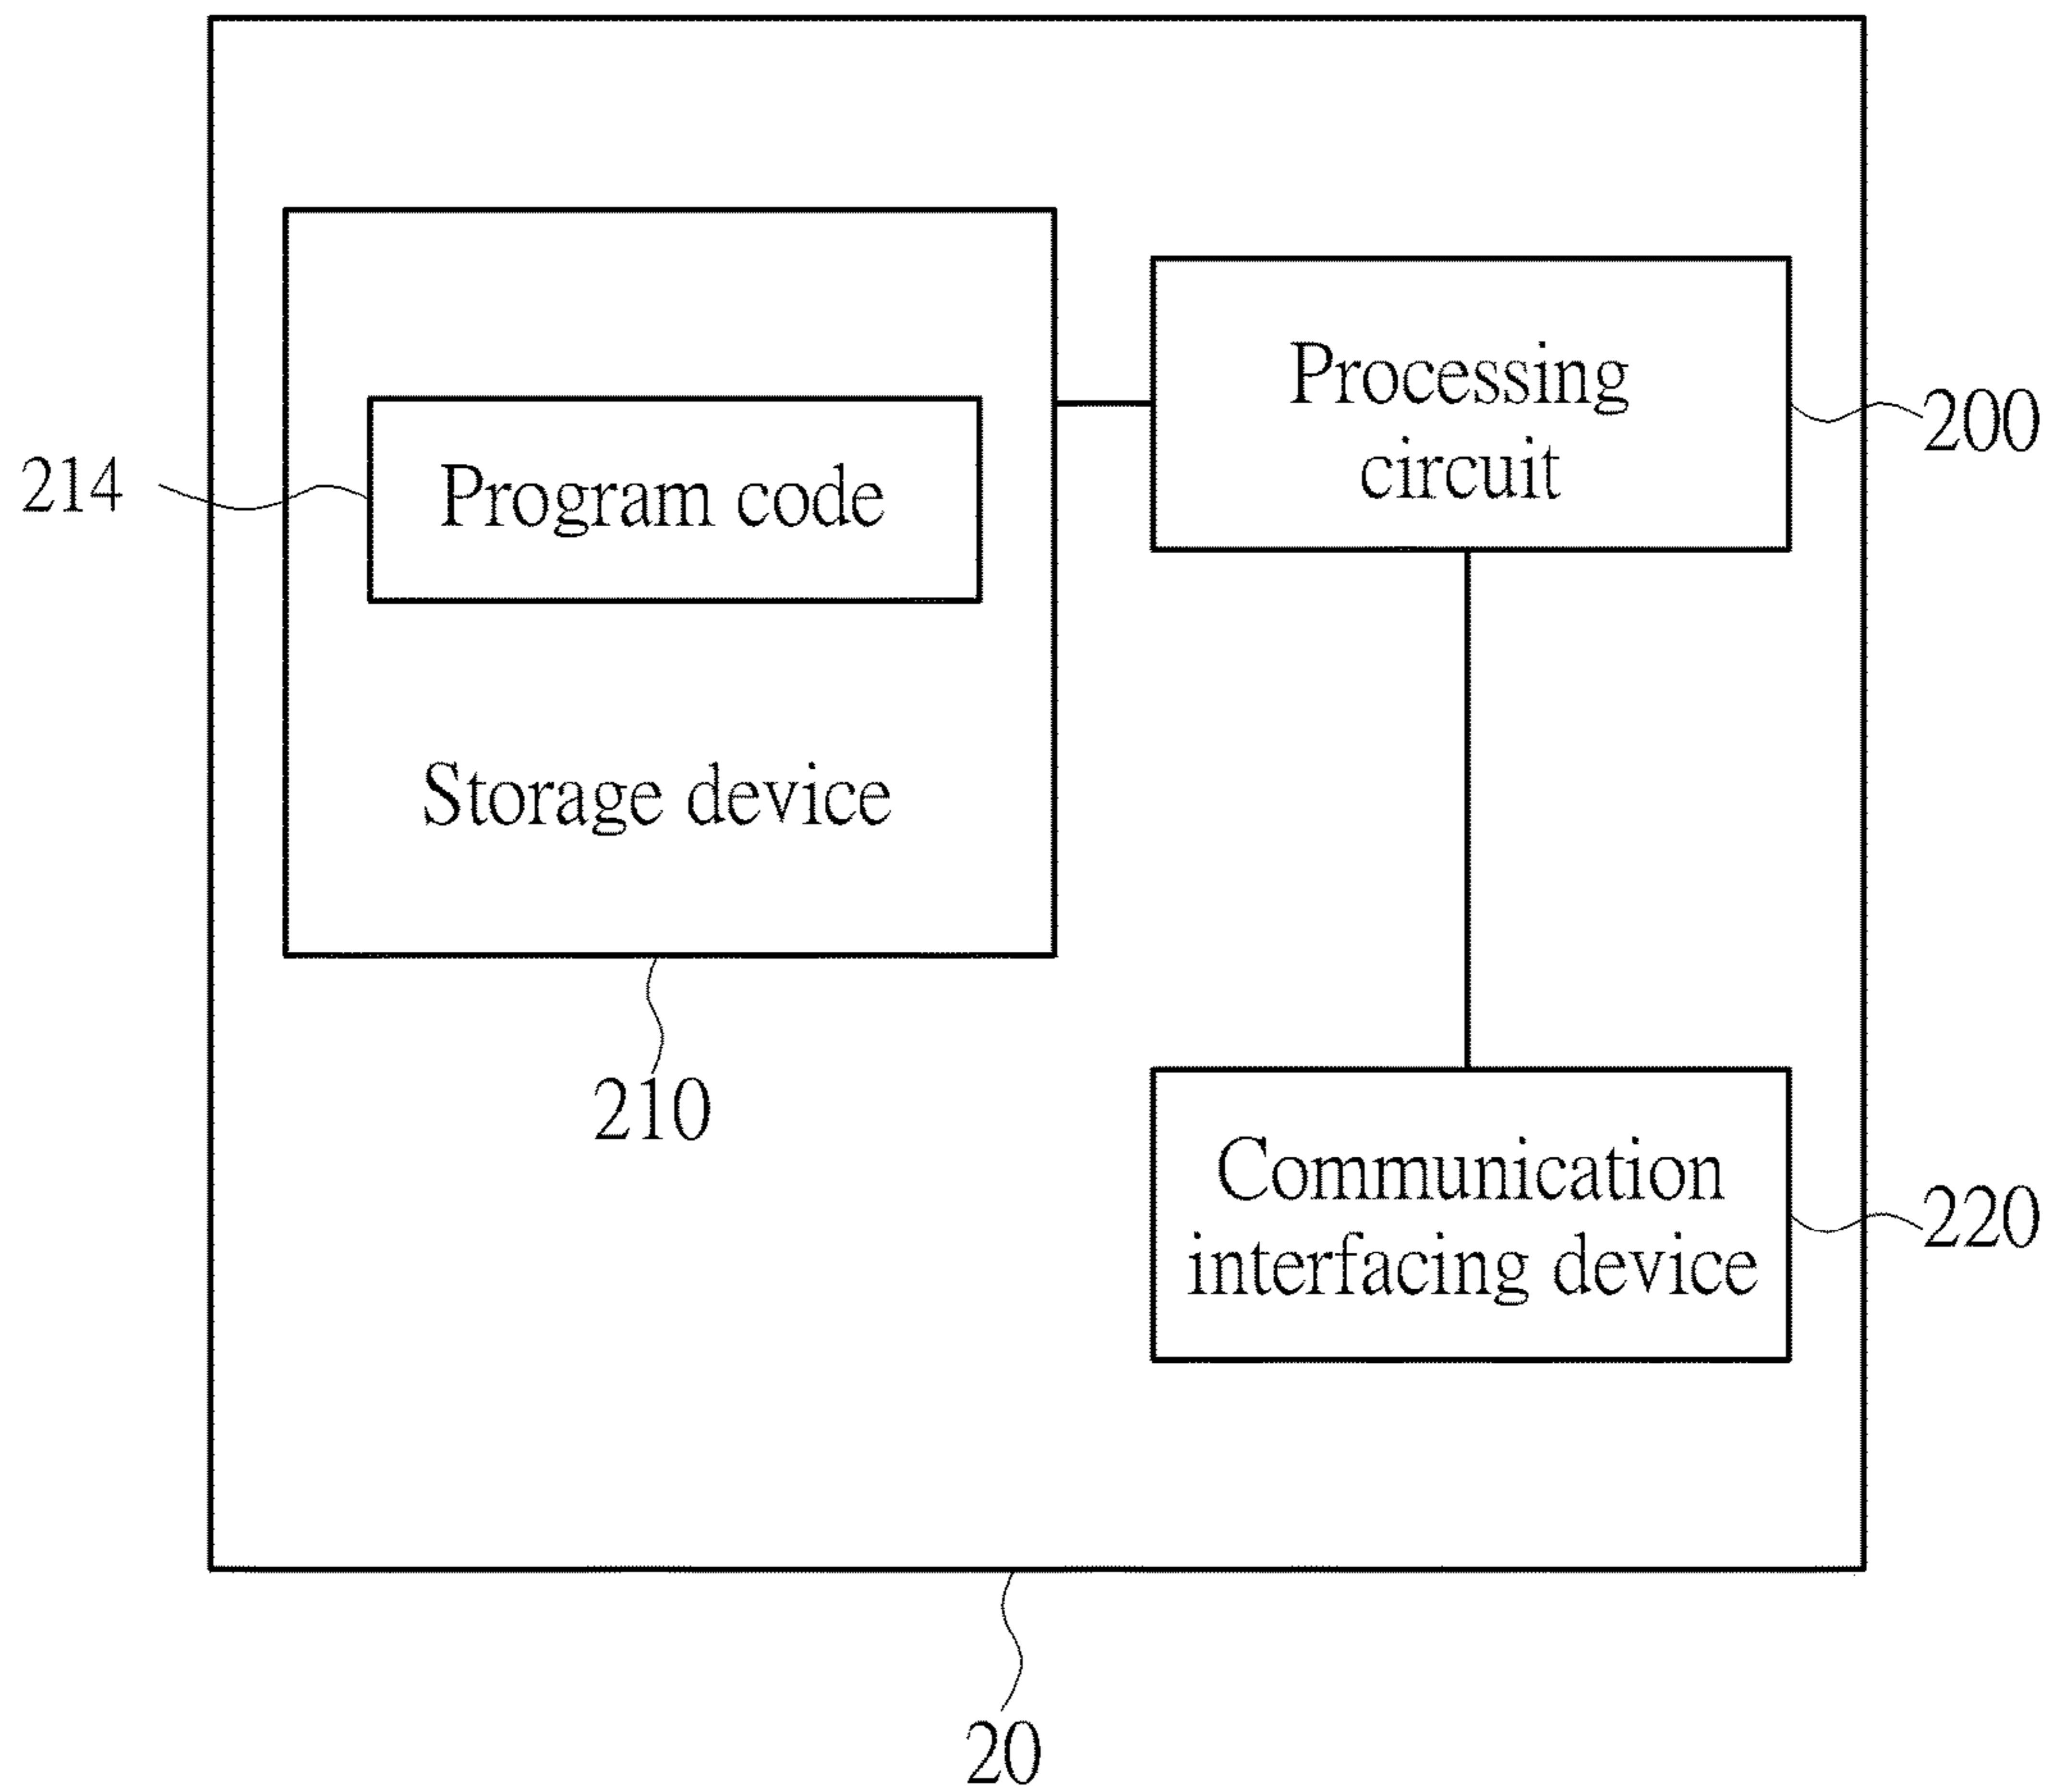 Processing
circuit
200
214
Program code
Storage device
210
Communication
interfacing device
220
20